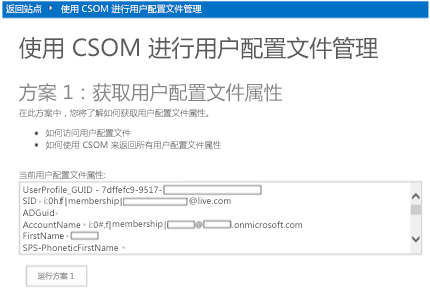 返回站点 使用 CSOM 进行用户配置文件管理
使用 CSOM 进行用户配置文件管理
方案 1：获取用户配置文件属性
在此方案中，您将了解如何获取用户配置文件属性。
如何访问用户配置文件
如何使用 CSOM 来返回所有用户配置文件属性
当前用户配置文件属性:
UserProfile_GUID - 7dffefc9-9517-
SID - i:0h.f|membership| @live.com
ADGuid-
AccountName - i:0#.f|membership| @ .onmicrosoft.com
FirstName -
SPS-PhoneticFirstName -
运行方案 1